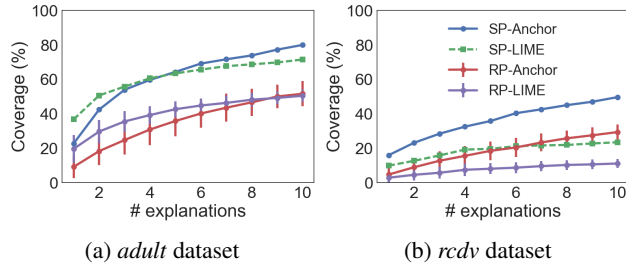 100
80
60
40
20
0
Coverage (%)
2 4 6 8 10
# explanations
(a) adult dataset
100
80
60
40
20
0
Coverage (%)
SP-Anchor
SP-LIME
RP-Anchor
RP-LIME
2 4 6 8 10
# explanations
(b) rcdv dataset